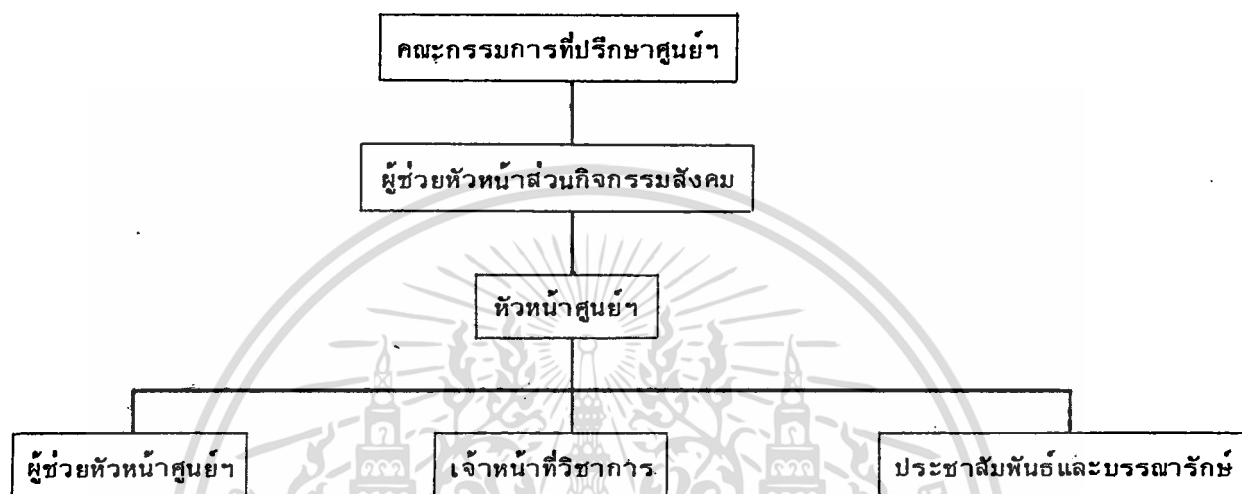 คณะกรรมการที่ปรึกษาศูนย์ฯ
ผู้ช่วยหัวหน้าส่วนกิจกรรมสังคม
หัวหน้าศูนย์ฯ
ผู้ช่วยหัวหน้าศูนย์ฯ
เจ้าหน้าที่วิชาการ
ประชาสัมพันธ์และบรรณารักษ์